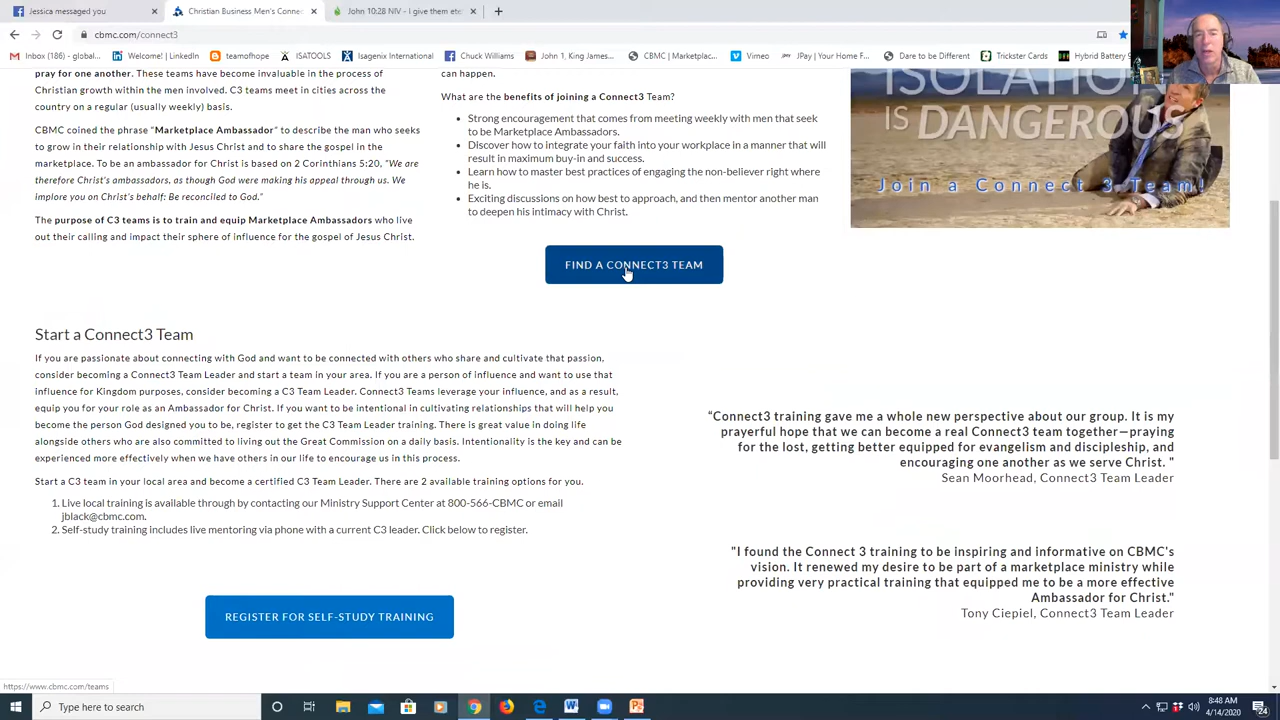 Jessica messaged you
Christian Business Men's Connec
John 10:28 NIV - I give them ete
cbmc.com/connect3
Inbox (186) - global...
Welcome! | LinkedIn
teamofhope
ISATOOLS
Isagenix International
Chuck Williams
John 1, King James...
CBMC | Marketplac...
Vimeo
JPay | Your Home F...
Dare to be Different
Trickster Cards
Hybrid Battery
pray for one another. These teams have become invaluable in the process of
Christian growth within the men involved. C3 teams meet in cities across the
country on a regular (usually weekly) basis.
CBMC coined the phrase "Marketplace Ambassador" to describe the man who seeks
to grow in their relationship with Jesus Christ and to share the gospel in the
marketplace. To be an ambassador for Christ is based on 2 Corinthians 5:20, "We are
therefore Christ's ambassadors, as though God were making his appeal through us. We
implore you on Christ's behalf: Be reconciled to God."
The purpose of C3 teams is to train and equip Marketplace Ambassadors who live
out their calling and impact their sphere of influence for the gospel of Jesus Christ.
can happen.
What are the benefits of joining a Connect3 Team?
Strong encouragement that comes from meeting weekly with men that seek
to be Marketplace Ambassadors.
Discover how to integrate your faith into your workplace in a manner that will
result in maximum buy-in and success.
Learn how to master best practices of engaging the non-believer right where
he is.
Exciting discussions on how best to approach, and then mentor another man
to deepen his intimacy with Christ.
ISOLATION
IS DANGEROUS
Join a Connect 3 Team!
FIND A CONNECT3 TEAM
Start a Connect3 Team
If you are passionate about connecting with God and want to be connected with others who share and cultivate that passion,
consider becoming a Connect3 Team Leader and start a team in your area. If you are a person of influence and want to use that
influence for Kingdom purposes, consider becoming a C3 Team Leader. Connect3 Teams leverage your influence, and as a result,
equip you for your role as an Ambassador for Christ. If you want to be intentional in cultivating relationships that will help you
become the person God designed you to be, register to get the C3 Team Leader training. There is great value in doing life
alongside others who are also committed to living out the Great Commission on a daily basis. Intentionality is the key and can be
experienced more effectively when we have others in our life to encourage us in this process.
Start a C3 team in your local area and become a certified C3 Team Leader. There are 2 available training options for you.
1. Live local training is available through by contacting our Ministry Support Center at 800-566-CBMC or email
jblack@cbmc.com.
2. Self-study training includes live mentoring via phone with a current C3 leader. Click below to register.
REGISTER FOR SELF-STUDY TRAINING
"Connect3 training gave me a whole new perspective about our group. It is my
prayerful hope that we can become a real Connect3 team together—praying
for the lost, getting better equipped for evangelism and discipleship, and
encouraging one another as we serve Christ. "
Sean Moorhead, Connect3 Team Leader
"I found the Connect 3 training to be inspiring and informative on CBMC's
vision. It renewed my desire to be part of a marketplace ministry while
providing very practical training that equipped me to be a more effective
Ambassador for Christ."
Tony Ciepiel, Connect3 Team Leader
https://www.cbmc.com/teams
Type here to search
8:48 AM
4/14/2020
24